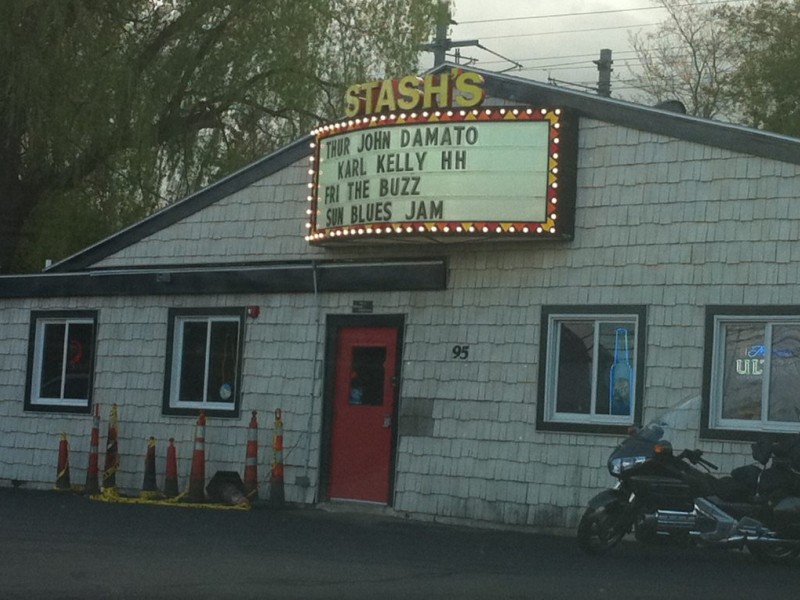 STASH'S
THUR JOHN DAMATO
KARL KELLY HH
FRI THE BUZZ
SUN BLUES JAM
95